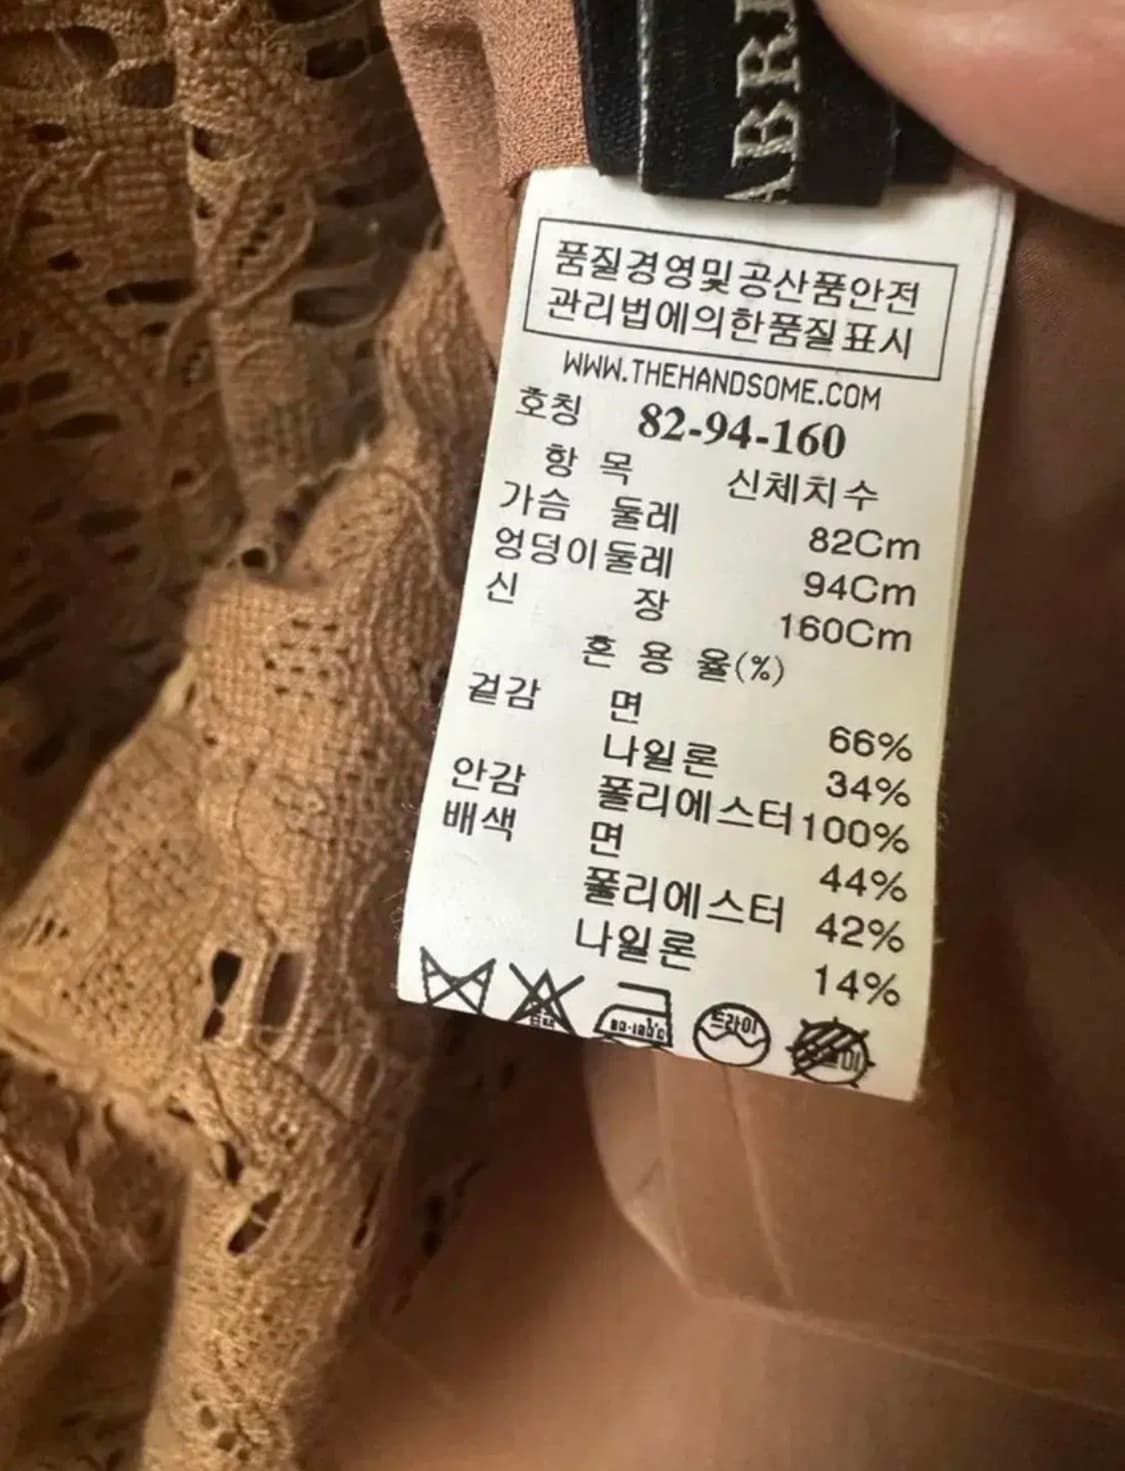 ABRI
품질경영및공산품안전
관리법에의한품질표시
WWW.THEHANDSOME.COM
호칭 82-94-160
항 목 신체치수
가슴 둘레 82Cm
엉덩이둘레 94Cm
신 장 160Cm
혼 용 율(%)
겉감 면 66%
나일론 34%
안감 폴리에스터 100%
배색 면 44%
폴리에스터 42%
나일론 14%
드라이